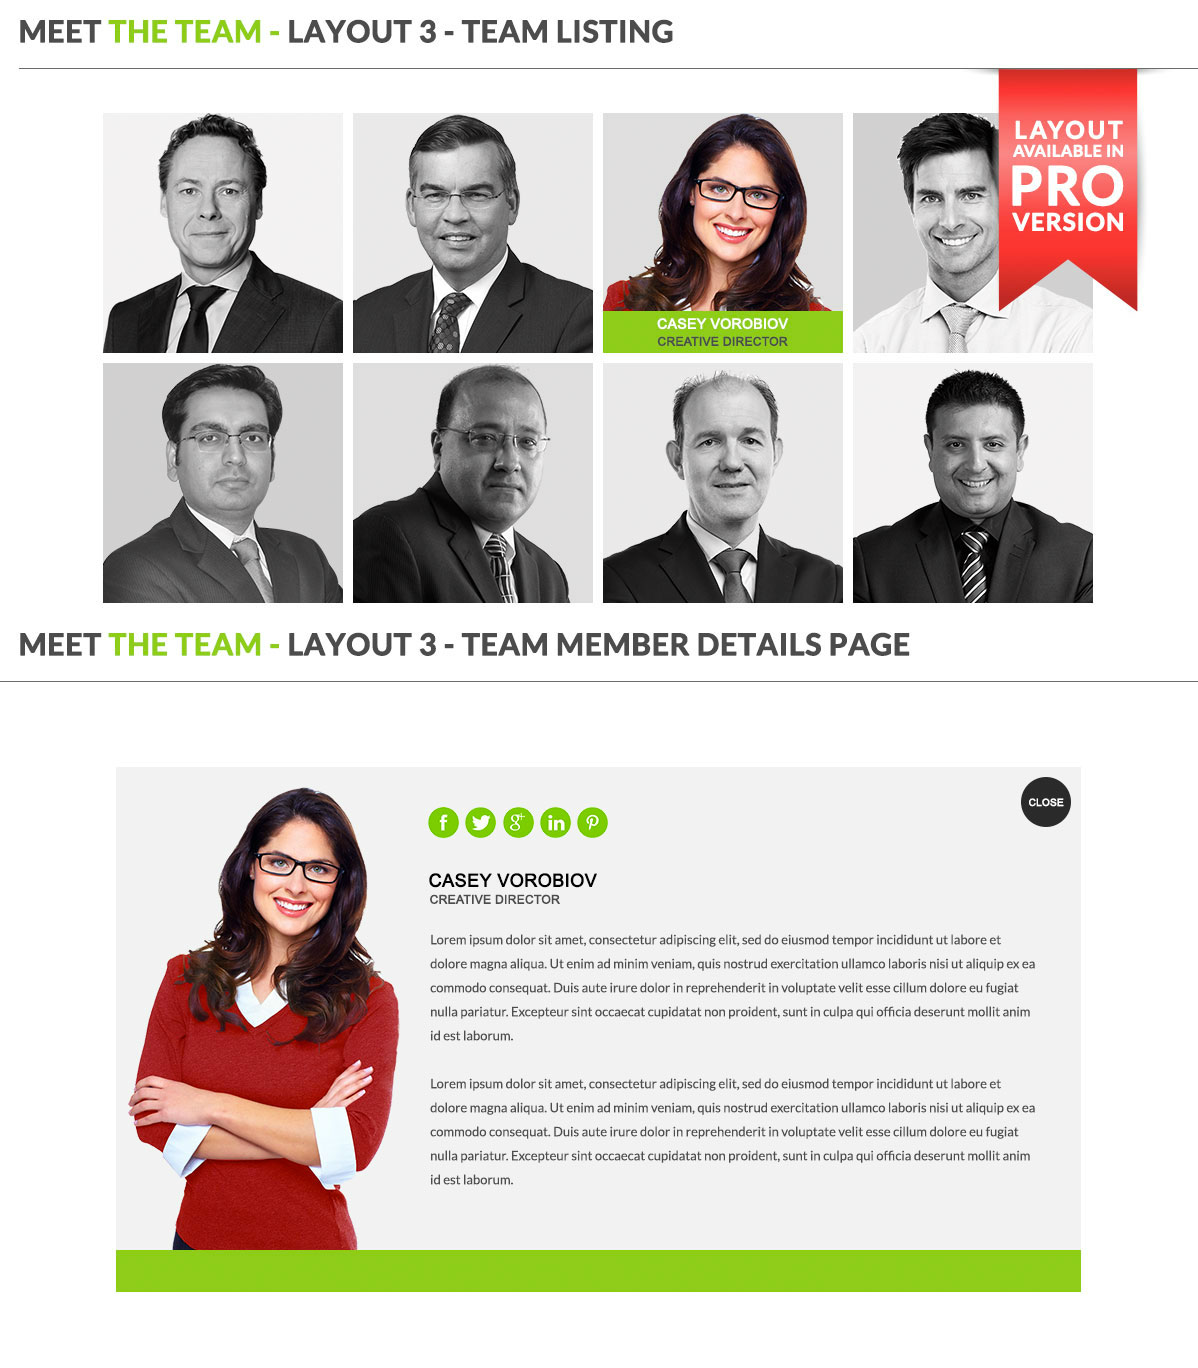 MEET THE TEAM - LAYOUT 3 - TEAM LISTING
LAYOUT
AVAILABLE IN
PRO
VERSION
CASEY VOROBIOV
CREATIVE DIRECTOR
MEET THE TEAM - LAYOUT 3 - TEAM MEMBER DETAILS PAGE
CLOSE
f g+ in p
CASEY VOROBIOV
CREATIVE DIRECTOR
Lorem ipsum dolor sit amet, consectetur adipiscing elit, sed do eiusmod tempor incididunt ut labore et
dolore magna aliqua. Ut enim ad minim veniam, quis nostrud exercitation ullamco laboris nisi ut aliquip ex ea
commodo consequat. Duis aute irure dolor in reprehenderit in voluptate velit esse cillum dolore eu fugiat
nulla pariatur. Excepteur sint occaecat cupidatat non proident, sunt in culpa qui officia deserunt mollit anim
id est laborum.
Lorem ipsum dolor sit amet, consectetur adipiscing elit, sed do eiusmod tempor incididunt ut labore et
dolore magna aliqua. Ut enim ad minim veniam, quis nostrud exercitation ullamco laboris nisi ut aliquip ex ea
commodo consequat. Duis aute irure dolor in reprehenderit in voluptate velit esse cillum dolore eu fugiat
nulla pariatur. Excepteur sint occaecat cupidatat non proident, sunt in culpa qui officia deserunt mollit anim
id est laborum.